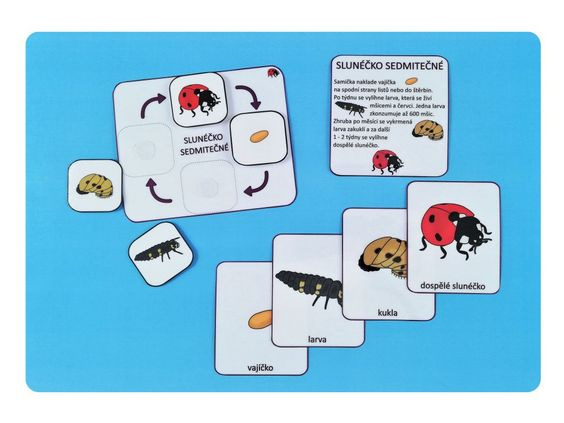 SLUNÉČKO
SEDMITEČNÉ
SLUNÉČKO SEDMITEČNÉ
Samička naklade vajíčka
na spodní strany listů nebo do štěrbin.
Po týdnu se vylíhne larva, která se živí
mšicemi a červci. Jedna larva
zkonzumuje až 600 mšic.
Zhruba po měsíci se vykrmená
larva zakuklí a za další
1 - 2 týdny se vylíhne
dospělé slunéčko.
vajíčko
larva
kukla
dospělé slunéčko